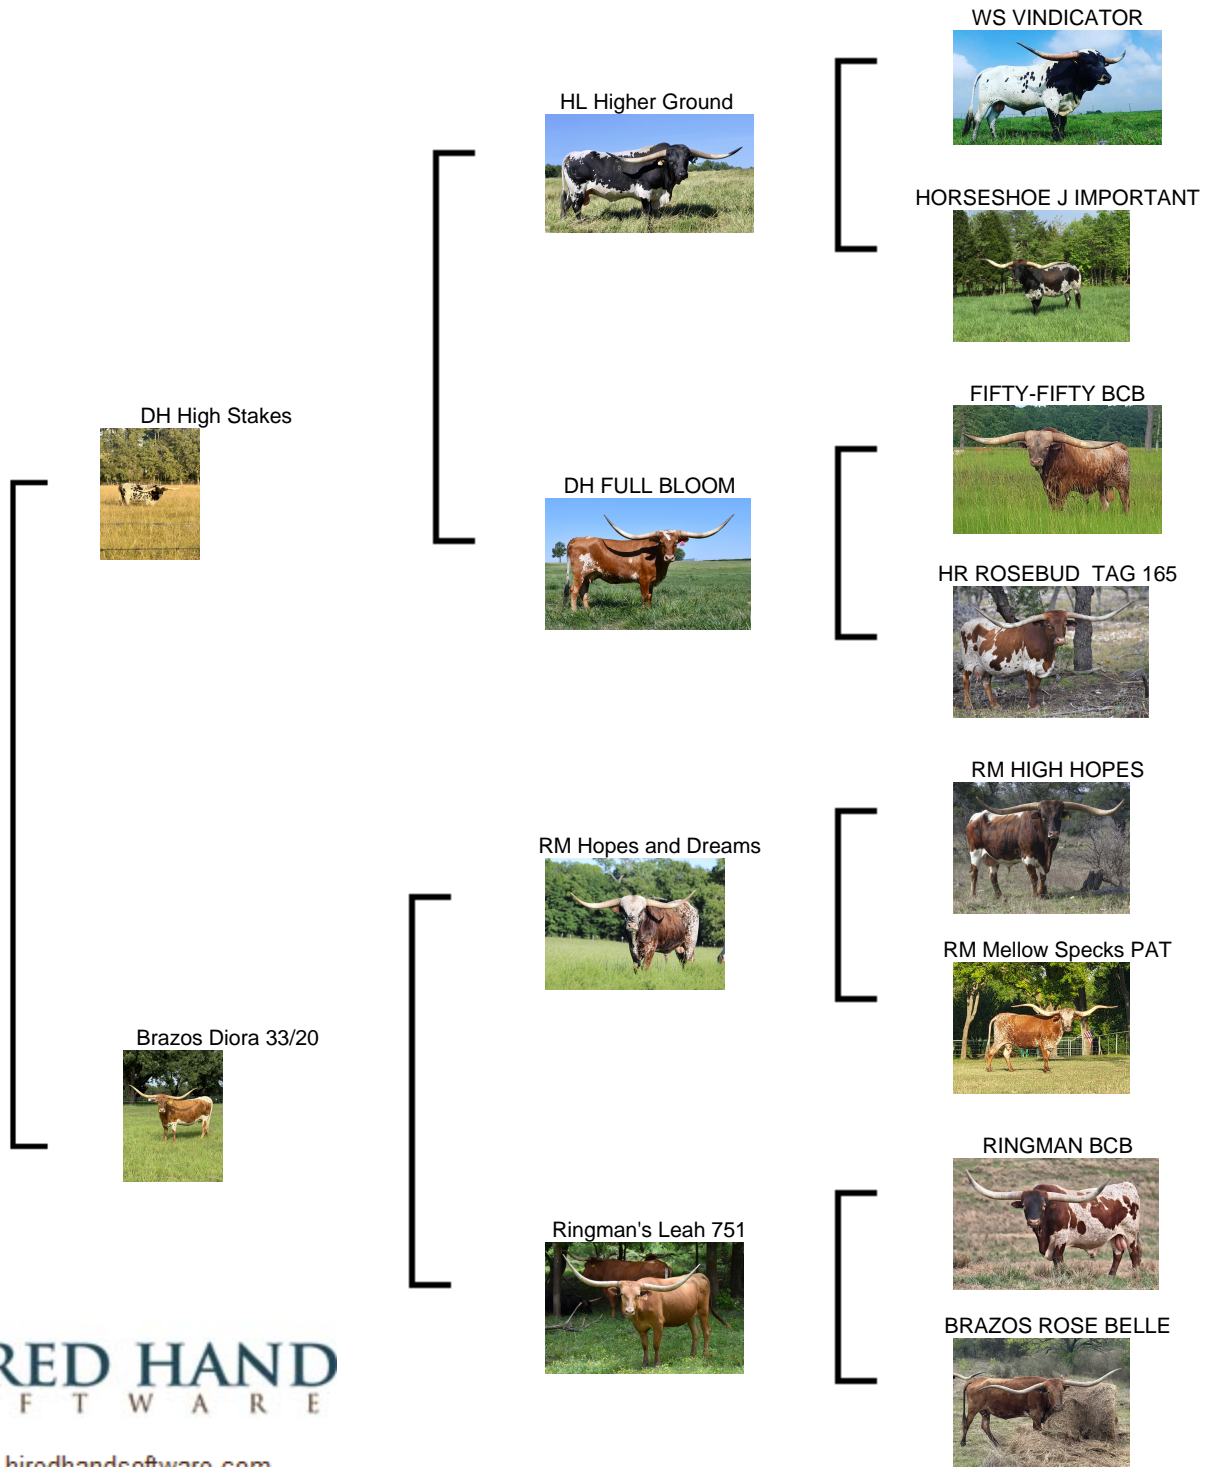 WS VINDICATOR
HL Higher Ground
HORSESHOE J IMPORTANT
FIFTY-FIFTY BCB
DH High Stakes
DH FULL BLOOM
HR ROSEBUD TAG 165
RM HIGH HOPES
RM Hopes and Dreams
RM Mellow Specks PAT
Brazos Diora 33/20
RINGMAN BCB
Ringman's Leah 751
BRAZOS ROSE BELLE
RED HAND
F T W A R E
hiredhandsoftware.com